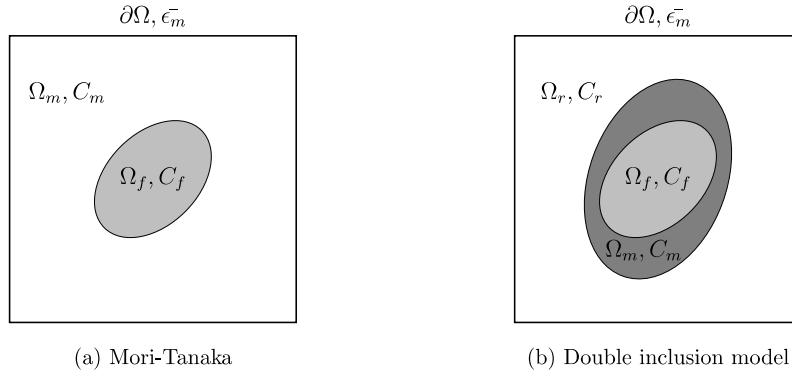 ∂Ω, ϵ̄_m
Ω_m, C_m
Ω_f, C_f
(a) Mori-Tanaka
∂Ω, ϵ̄_m
Ω_r, C_r
Ω_f, C_f
Ω_m, C_m
(b) Double inclusion model